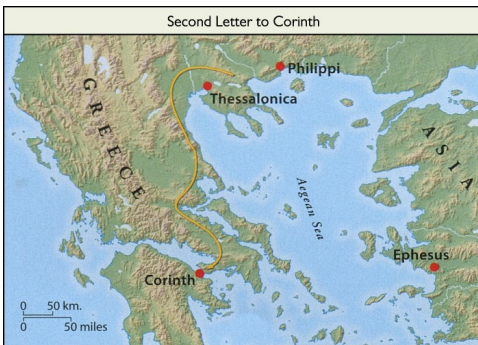 Second Letter to Corinth
Philippi
Thessalonica
GREECE
ASIA
Aegean Sea
Ephesus
Corinth
0 50 km.
0 50 miles